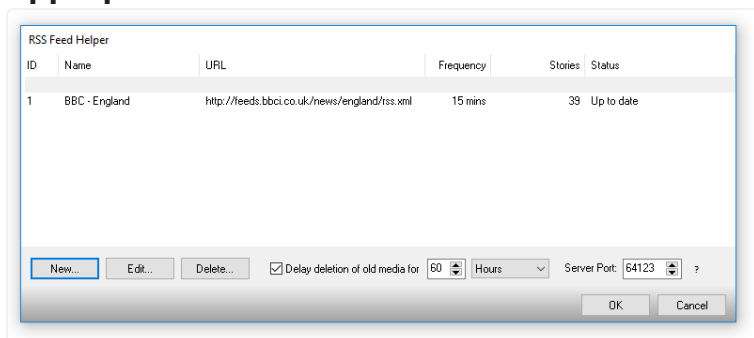 RSS Feed Helper
ID Name URL Frequency Stories Status
1 BBC - England http://feeds.bbci.co.uk/news/england/rss.xml 15 mins 39 Up to date
New... Edit... Delete... Delay deletion of old media for 60 Hours Server Port: 64123 ?
OK Cancel